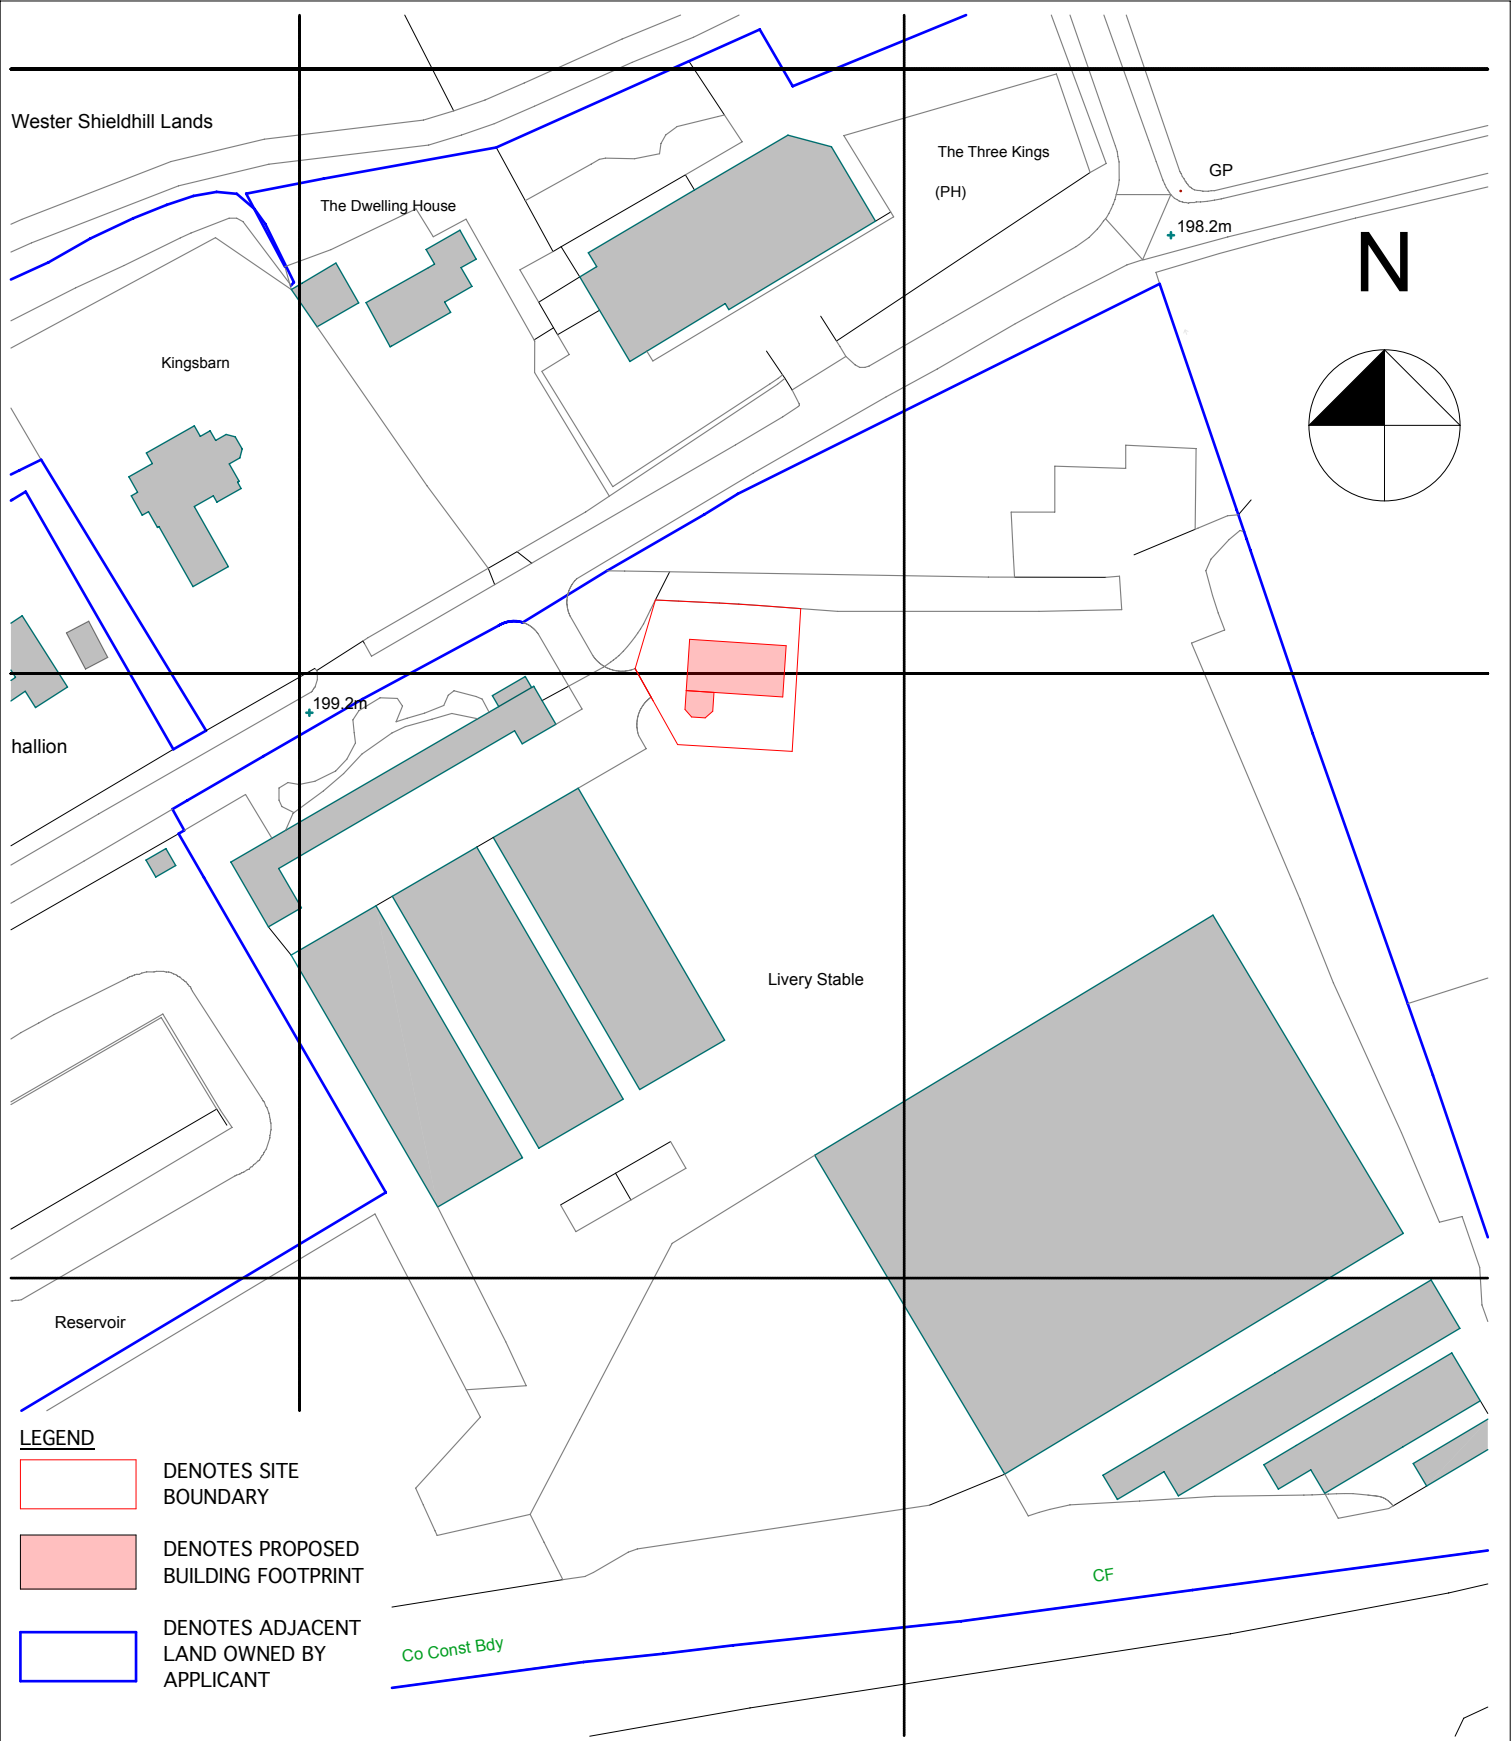 Wester Shieldhill Lands
The Three Kings
(PH)
GP
The Dwelling House
198.2m
N
Kingsbarn
199.2m
hallion
Livery Stable
Reservoir
LEGEND
DENOTES SITE
BOUNDARY
DENOTES PROPOSED
BUILDING FOOTPRINT
DENOTES ADJACENT
LAND OWNED BY
APPLICANT
CF
Co Const Bdy